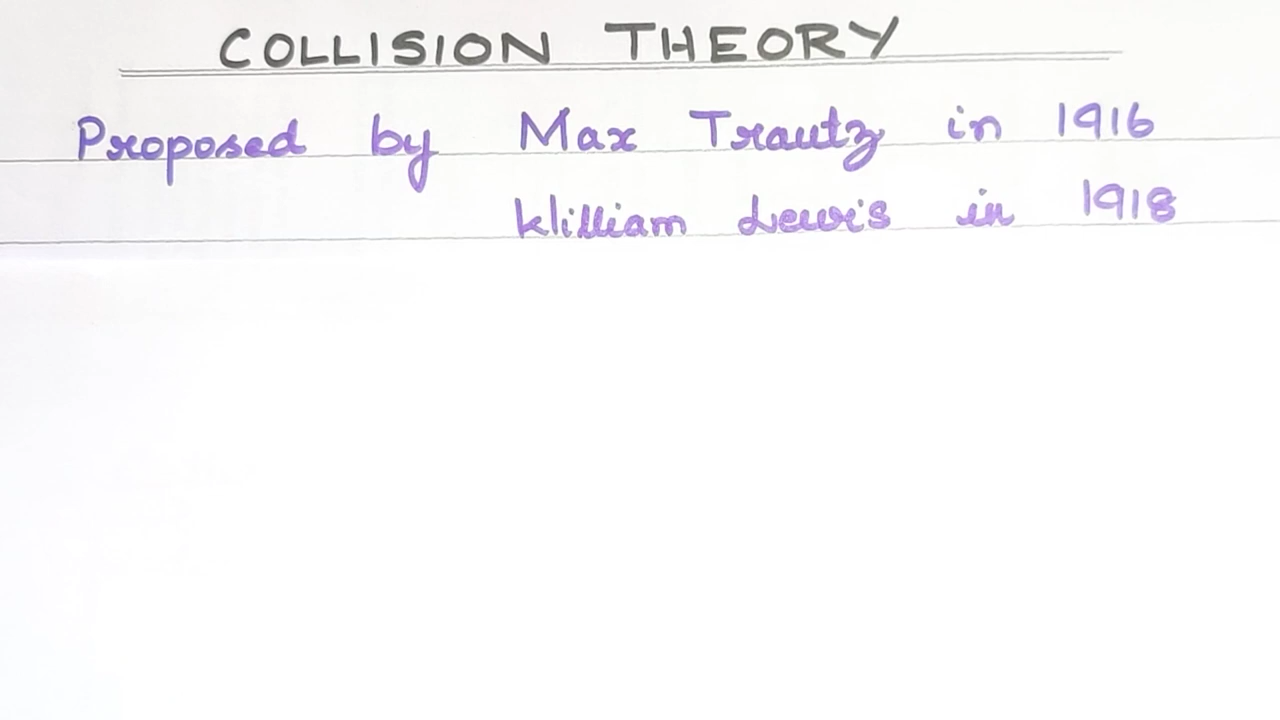 COLLISION THEORY
Proposed by Max Trautz in 1916
William Lewis in 1918